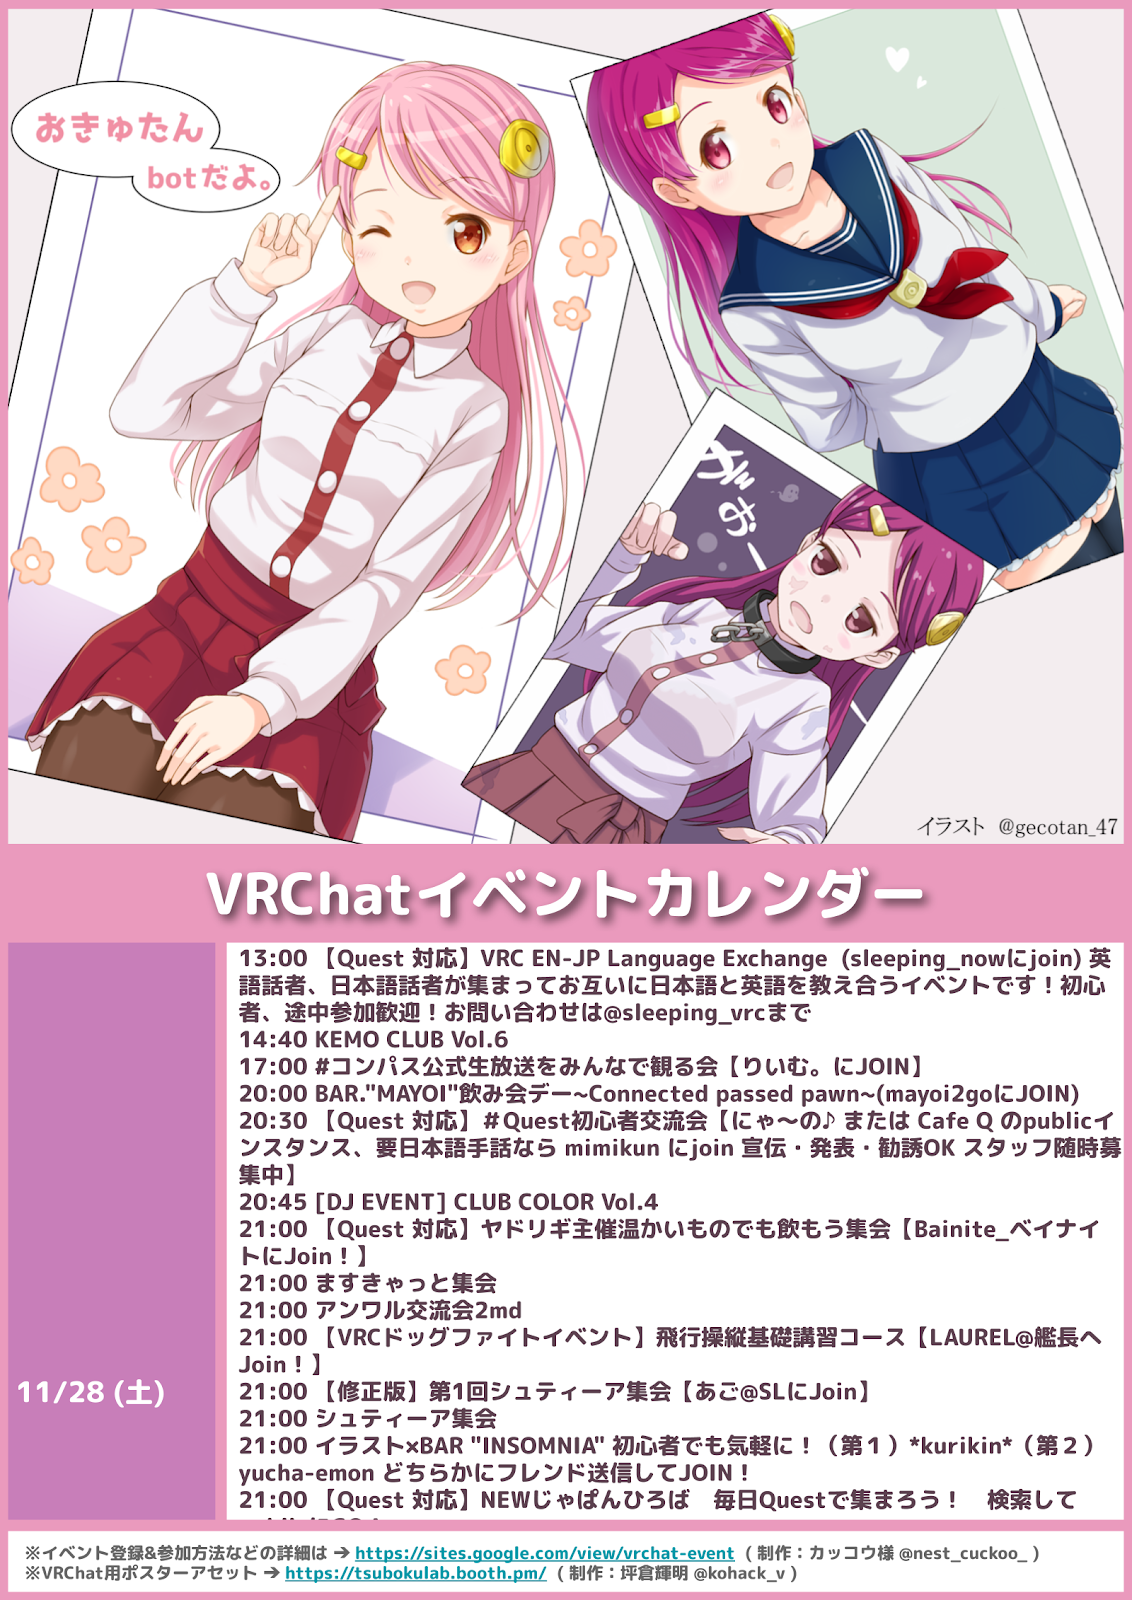 おきゅたん
botだよ。
がおー
イラスト @gecotan_47
VRChatイベントカレンダー
11/28 (土)
13:00 【Quest 対応】VRC EN-JP Language Exchange (sleeping_nowにjoin) 英
語話者、日本語話者が集まってお互いに日本語と英語を教え合うイベントです！初心
者、途中参加歓迎！お問い合わせは@sleeping_vrcまで
14:40 KEMO CLUB Vol.6
17:00 #コンパス公式生放送をみんなで観る会【りいむ。にJOIN】
20:00 BAR."MAYOI"飲み会デー~Connected passed pawn~(mayoi2goにJOIN)
20:30 【Quest 対応】＃Quest初心者交流会【にゃ～の♪ または Cafe Q のpublicイ
ンスタンス、要日本語手話なら mimikun にjoin 宣伝・発表・勧誘OK スタッフ随時募
集中】
20:45 [DJ EVENT] CLUB COLOR Vol.4
21:00 【Quest 対応】ヤドリギ主催温かいものでも飲もう集会【Bainite_ベイナイ
トにJoin！】
21:00 ますきゃっと集会
21:00 アンワル交流会2md
21:00 【VRCドッグファイトイベント】飛行操縦基礎講習コース【LAUREL@艦長へ
Join！】
21:00 【修正版】第1回シュティーア集会【あご@SLにJoin】
21:00 シュティーア集会
21:00 イラスト×BAR "INSOMNIA" 初心者でも気軽に！（第１）*kurikin*（第２）
yucha-emon どちらかにフレンド送信してJOIN！
21:00 【Quest 対応】NEWじゃぱんひろば　毎日Questで集まろう！　検索して
※イベント登録&参加方法などの詳細は → https://sites.google.com/view/vrchat-event ( 制作：カッコウ様 @nest_cuckoo_ )
※VRChat用ポスターアセット → https://tsubokulab.booth.pm/ ( 制作：坪倉輝明 @kohack_v )